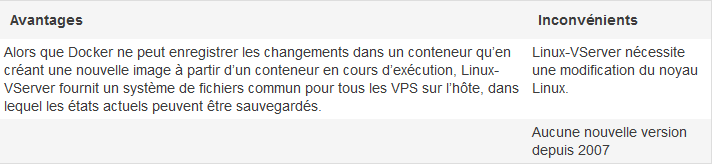 Avantages
Inconvénients
Alors que Docker ne peut enregistrer les changements dans un conteneur qu’en
créant une nouvelle image à partir d’un conteneur en cours d’exécution, Linux-
VServer fournit un système de fichiers commun pour tous les VPS sur l’hôte, dans
lequel les états actuels peuvent être sauvegardés.
Linux-VServer nécessite
une modification du noyau
Linux.
Aucune nouvelle version
depuis 2007